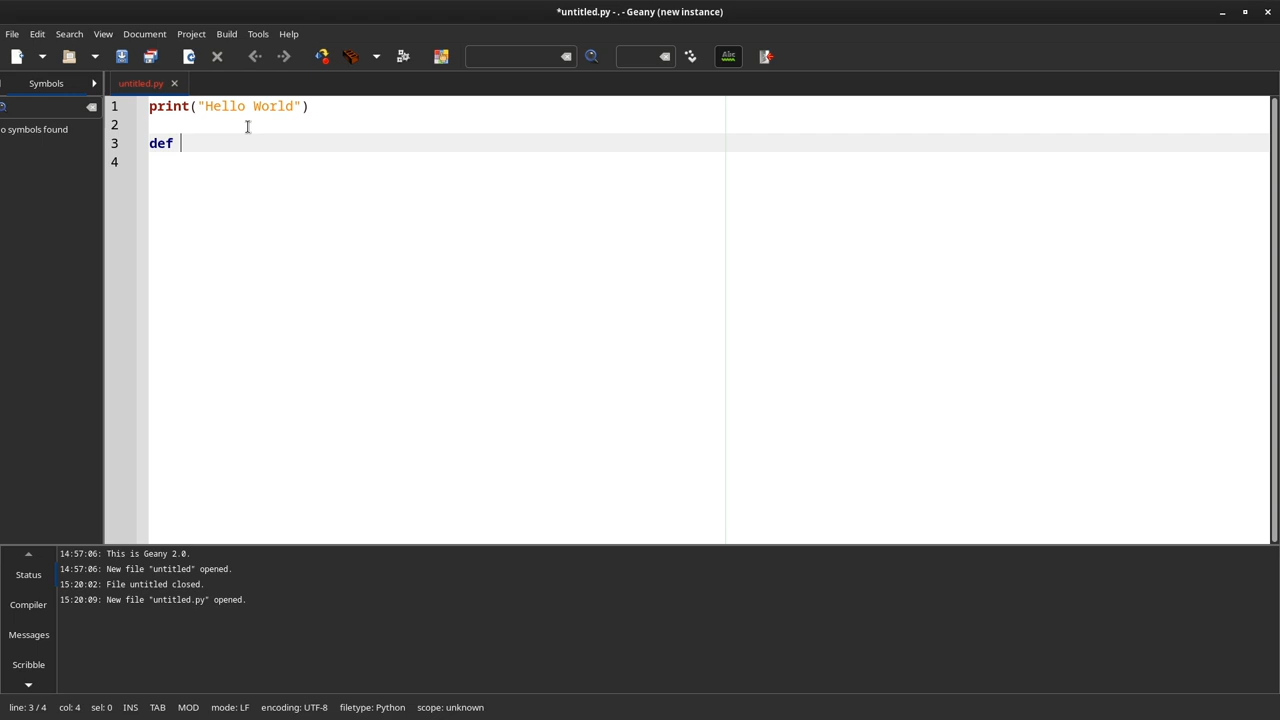 *untitled.py - . - Geany (new instance)
File Edit Search View Document Project Build Tools Help
Abc
Symbols
untitled.py
o symbols found
1 print("Hello World")
2
3 def
4
Status
Compiler
Messages
Scribble
14:57:06: This is Geany 2.0.
14:57:06: New file "untitled" opened.
15:20:02: File untitled closed.
15:20:09: New file "untitled.py" opened.
line: 3 / 4 col: 4 sel: 0 INS TAB MOD mode: LF encoding: UTF-8 filetype: Python scope: unknown